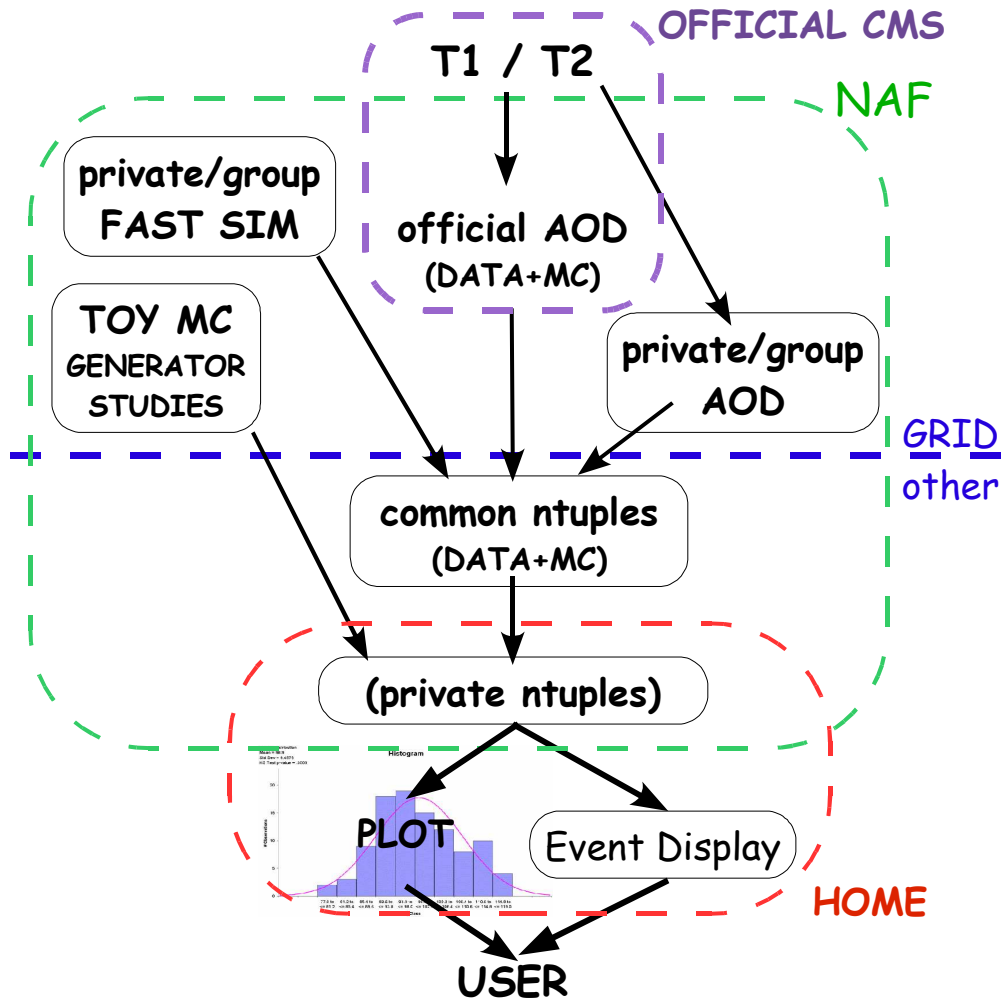 OFFICIAL CMS
T1 / T2
NAF
private/group
FAST SIM
official AOD
(DATA+MC)
TOY MC
GENERATOR
STUDIES
private/group
AOD
GRID
other
common ntuples
(DATA+MC)
(private ntuples)
Histogram
PLOT
Event Display
HOME
USER